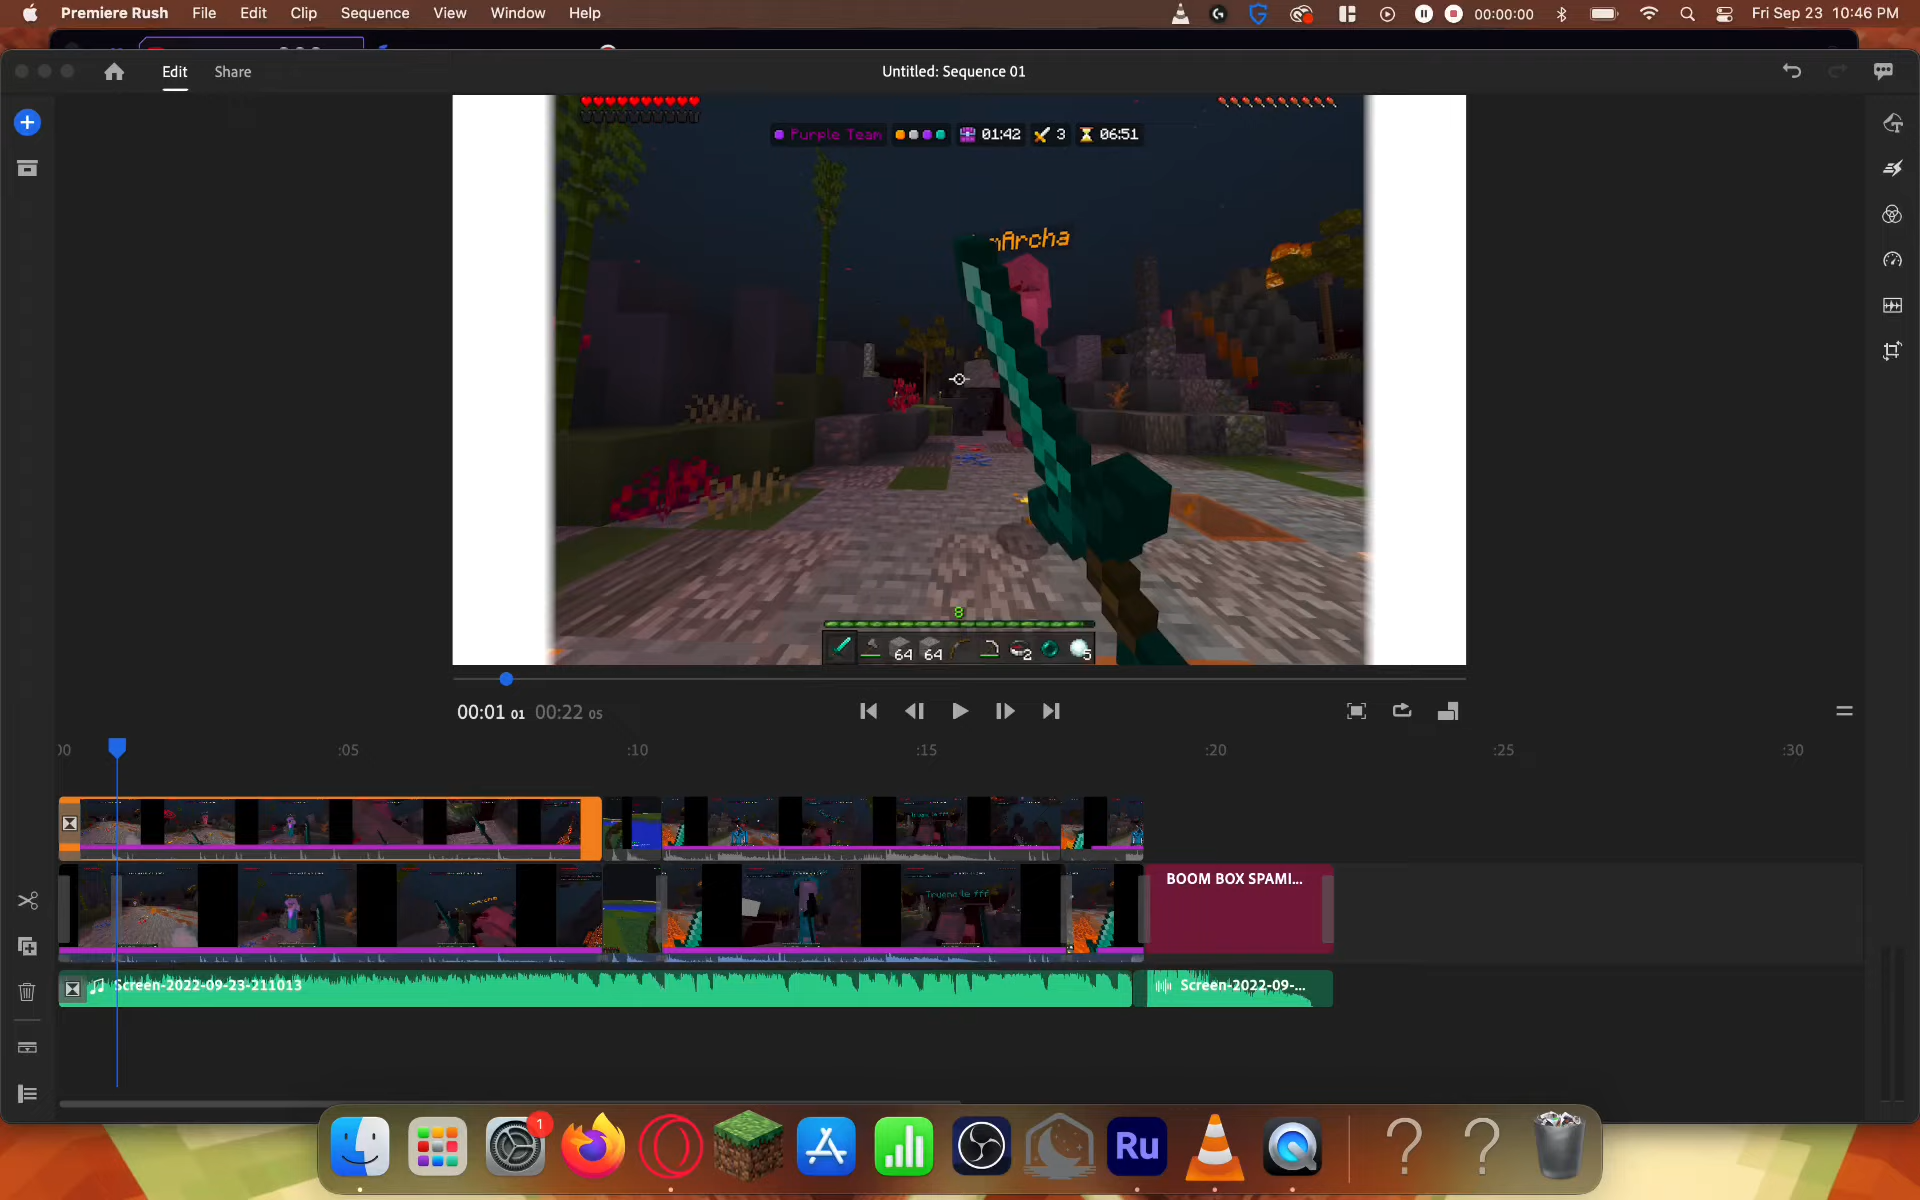 Premiere Rush File Edit Clip Sequence View Window Help 00:00:00 Fri Sep 23 10:46 PM
Edit Share Untitled: Sequence 01
Purple Team 01:42 3 06:51
mArcha
8
64 64 2 5
00:01 01 00:22 05
:05 :10 :15 :20 :25 :30
BOOM BOX SPAMI...
Screen-2022-09-23-211013 Screen-2022-09-...
1
Ru